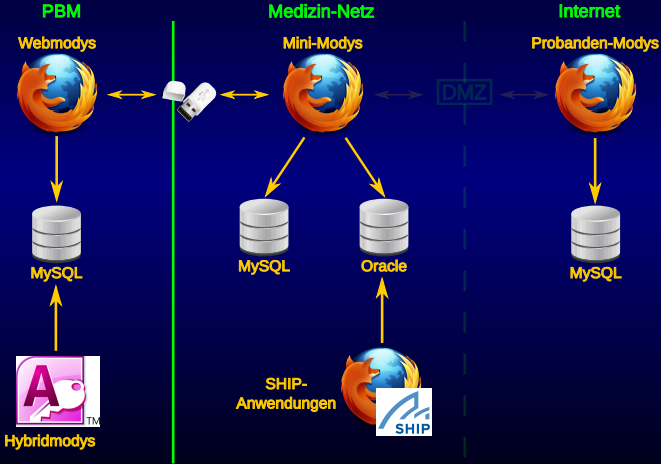 PBM
Medizin-Netz
Internet
Webmodys
Mini-Modys
Probanden-Modys
DMZ
MySQL
MySQL
Oracle
MySQL
A
TM
Hybridmodys
SHIP-
Anwendungen
SHIP